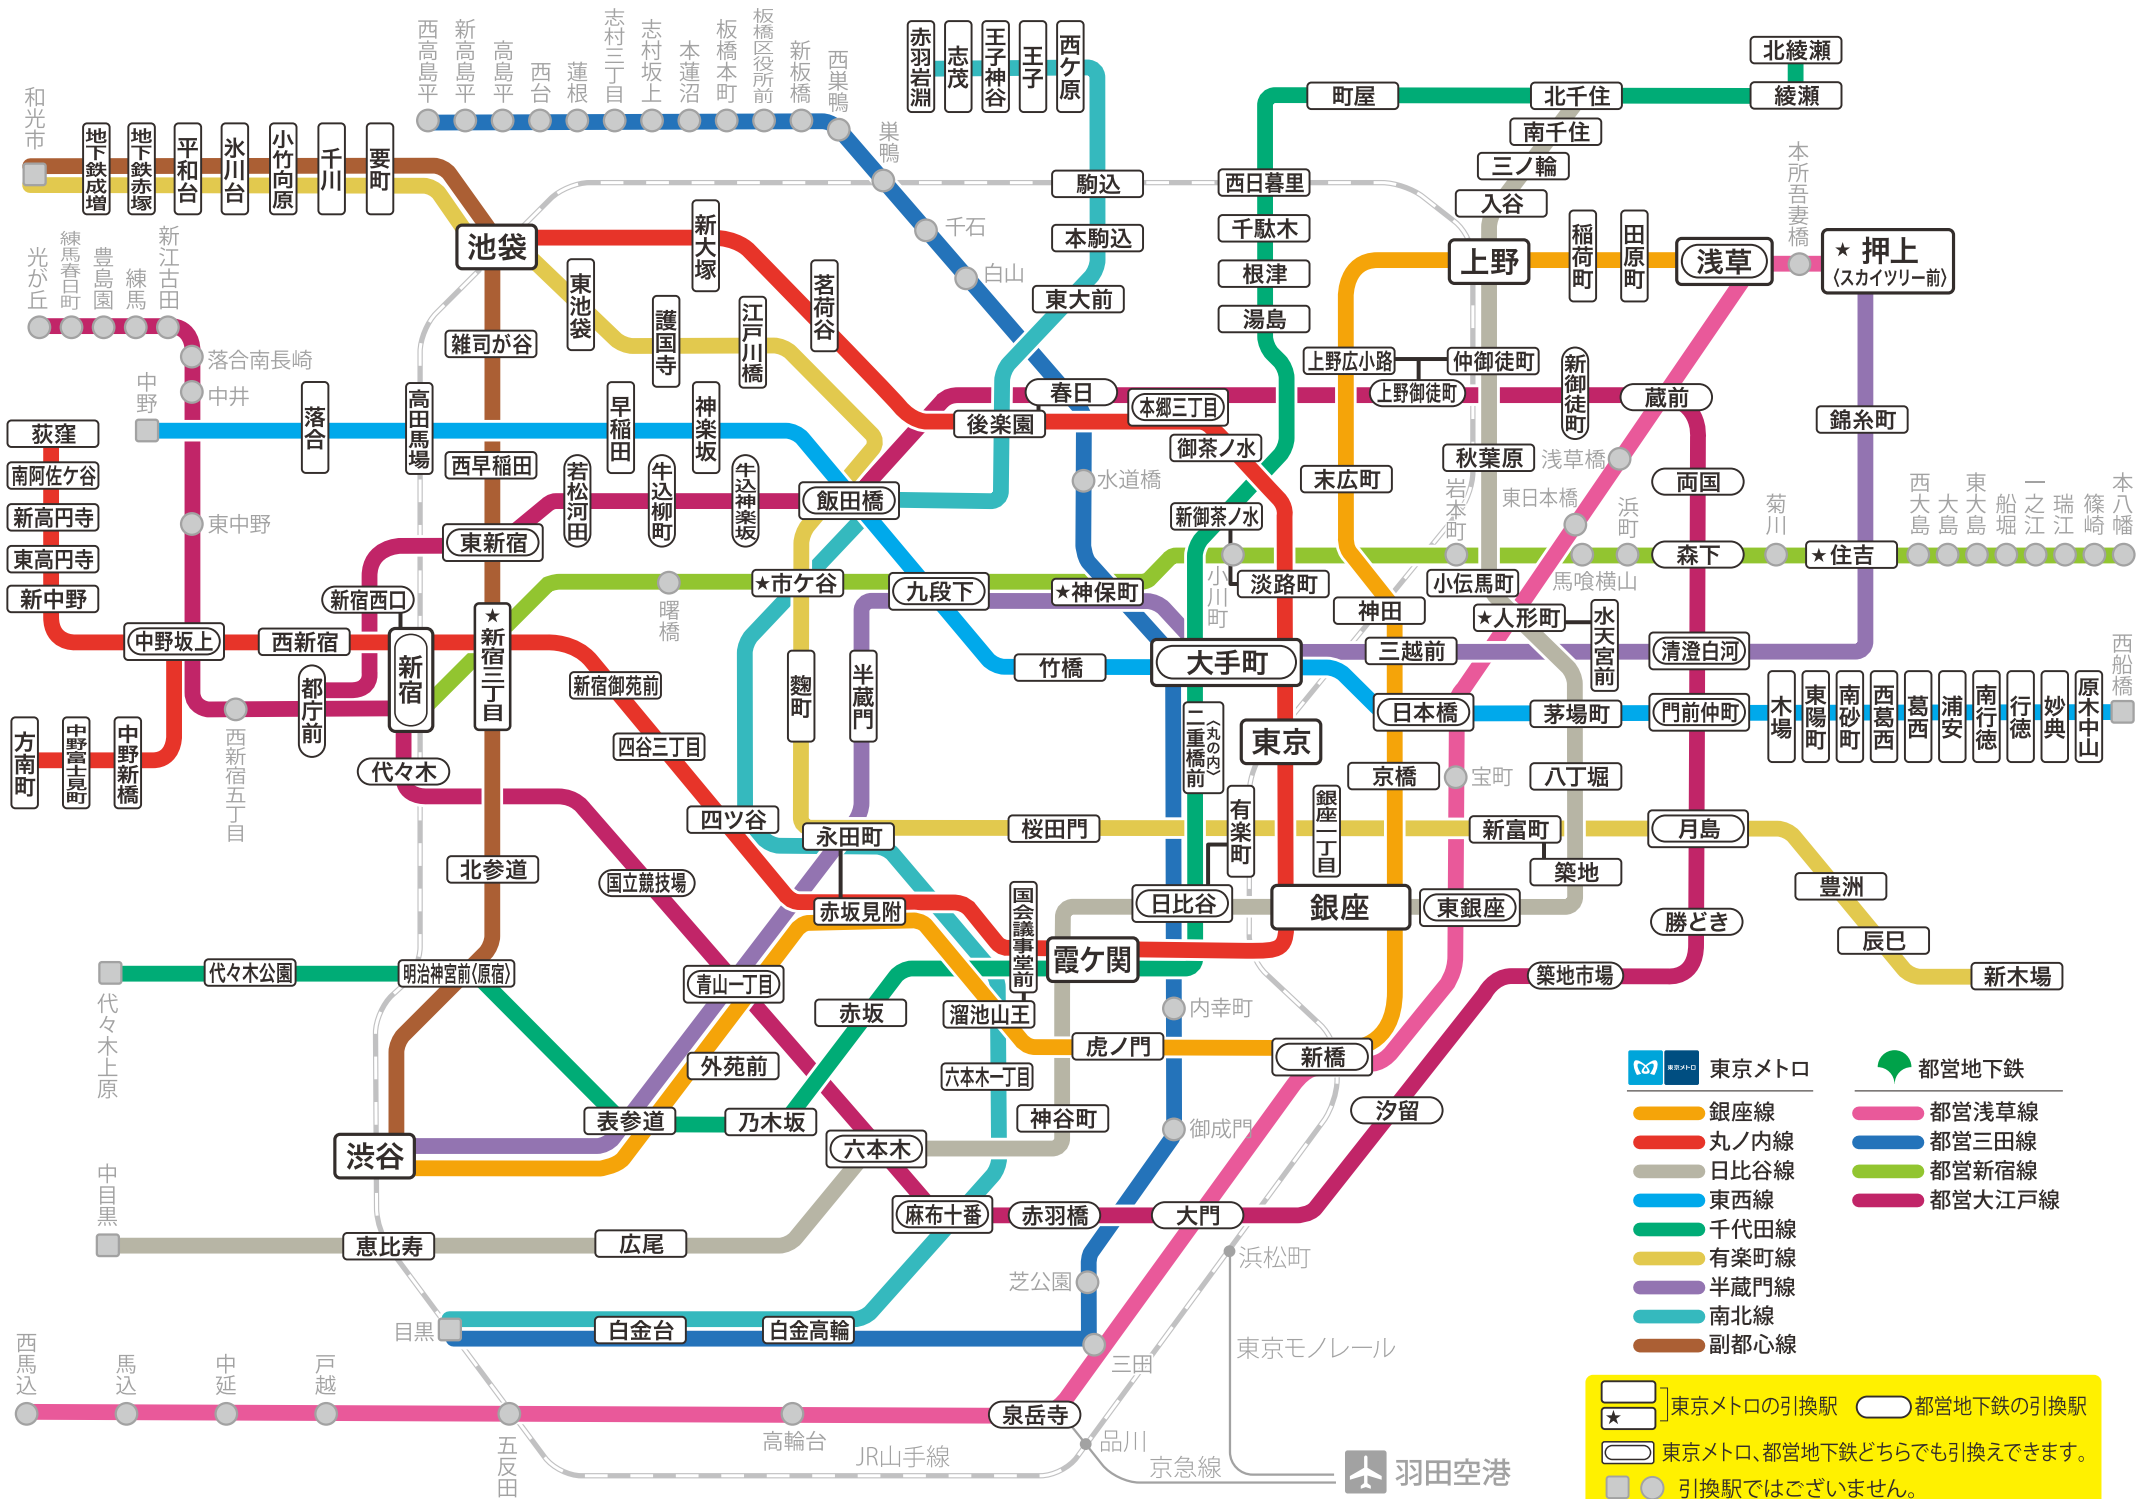 和光市
地下鉄成増
地下鉄赤塚
平和台
氷川台
小竹向原
千川
要町
池袋
西高島平
新高島平
高島平
西台
蓮根
志村三丁目
志村坂上
本蓮沼
板橋本町
板橋区役所前
新板橋
西巣鴨
巣鴨
千石
白山
赤羽岩淵
志茂
王子神谷
王子
西ケ原
駒込
本駒込
東大前
北綾瀬
綾瀬
北千住
町屋
南千住
三ノ輪
入谷
西日暮里
千駄木
根津
湯島
上野
稲荷町
田原町
浅草
本所吾妻橋
★ 押上
〈スカイツリー前〉
光が丘
練馬春日町
豊島園
練馬
新江古田
落合南長崎
中井
中野
落合
高田馬場
雑司が谷
西早稲田
早稲田
神楽坂
東池袋
護国寺
江戸川橋
新大塚
茗荷谷
後楽園
春日
本郷三丁目
御茶ノ水
上野広小路
上野御徒町
仲御徒町
新御徒町
蔵前
錦糸町
荻窪
南阿佐ケ谷
新高円寺
東高円寺
新中野
東中野
東新宿
若松河田
牛込柳町
牛込神楽坂
飯田橋
水道橋
末広町
秋葉原
浅草橋
東日本橋
岩本町
浜町
両国
菊川
西大島
大島
東大島
船堀
一之江
瑞江
篠崎
本八幡
新御茶ノ水
小川町
淡路町
馬喰横山
森下
★住吉
新宿西口
曙橋
★市ケ谷
九段下
★神保町
小伝馬町
神田
★人形町
水天宮前
中野坂上
西新宿
新宿
★新宿三丁目
新宿御苑前
都庁前
麹町
半蔵門
竹橋
大手町
三越前
清澄白河
西船橋
方南町
中野富士見町
中野新橋
西新宿五丁目
代々木
四谷三丁目
四ツ谷
二重橋前
〈丸の内〉
東京
日本橋
茅場町
門前仲町
木場
東陽町
南砂町
西葛西
葛西
浦安
南行徳
行徳
妙典
原木中山
京橋
宝町
八丁堀
北参道
国立競技場
永田町
桜田門
有楽町
銀座一丁目
新富町
月島
築地
豊洲
赤坂見附
国会議事堂前
日比谷
銀座
東銀座
勝どき
辰巳
代々木公園
明治神宮前〈原宿〉
青山一丁目
赤坂
霞ケ関
溜池山王
築地市場
新木場
代々木上原
外苑前
六本木一丁目
虎ノ門
内幸町
新橋
表参道
乃木坂
神谷町
御成門
汐留
渋谷
六本木
中目黒
恵比寿
広尾
麻布十番
赤羽橋
大門
浜松町
芝公園
目黒
白金台
白金高輪
三田
東京モノレール
西馬込
馬込
中延
戸越
五反田
高輪台
泉岳寺
品川
JR山手線
京急線
羽田空港
東京メトロ
東京メトロ
銀座線
丸ノ内線
日比谷線
東西線
千代田線
有楽町線
半蔵門線
南北線
副都心線
都営地下鉄
都営浅草線
都営三田線
都営新宿線
都営大江戸線
★
東京メトロの引換駅
都営地下鉄の引換駅
東京メトロ、都営地下鉄どちらでも引換えできます。
引換駅ではございません。